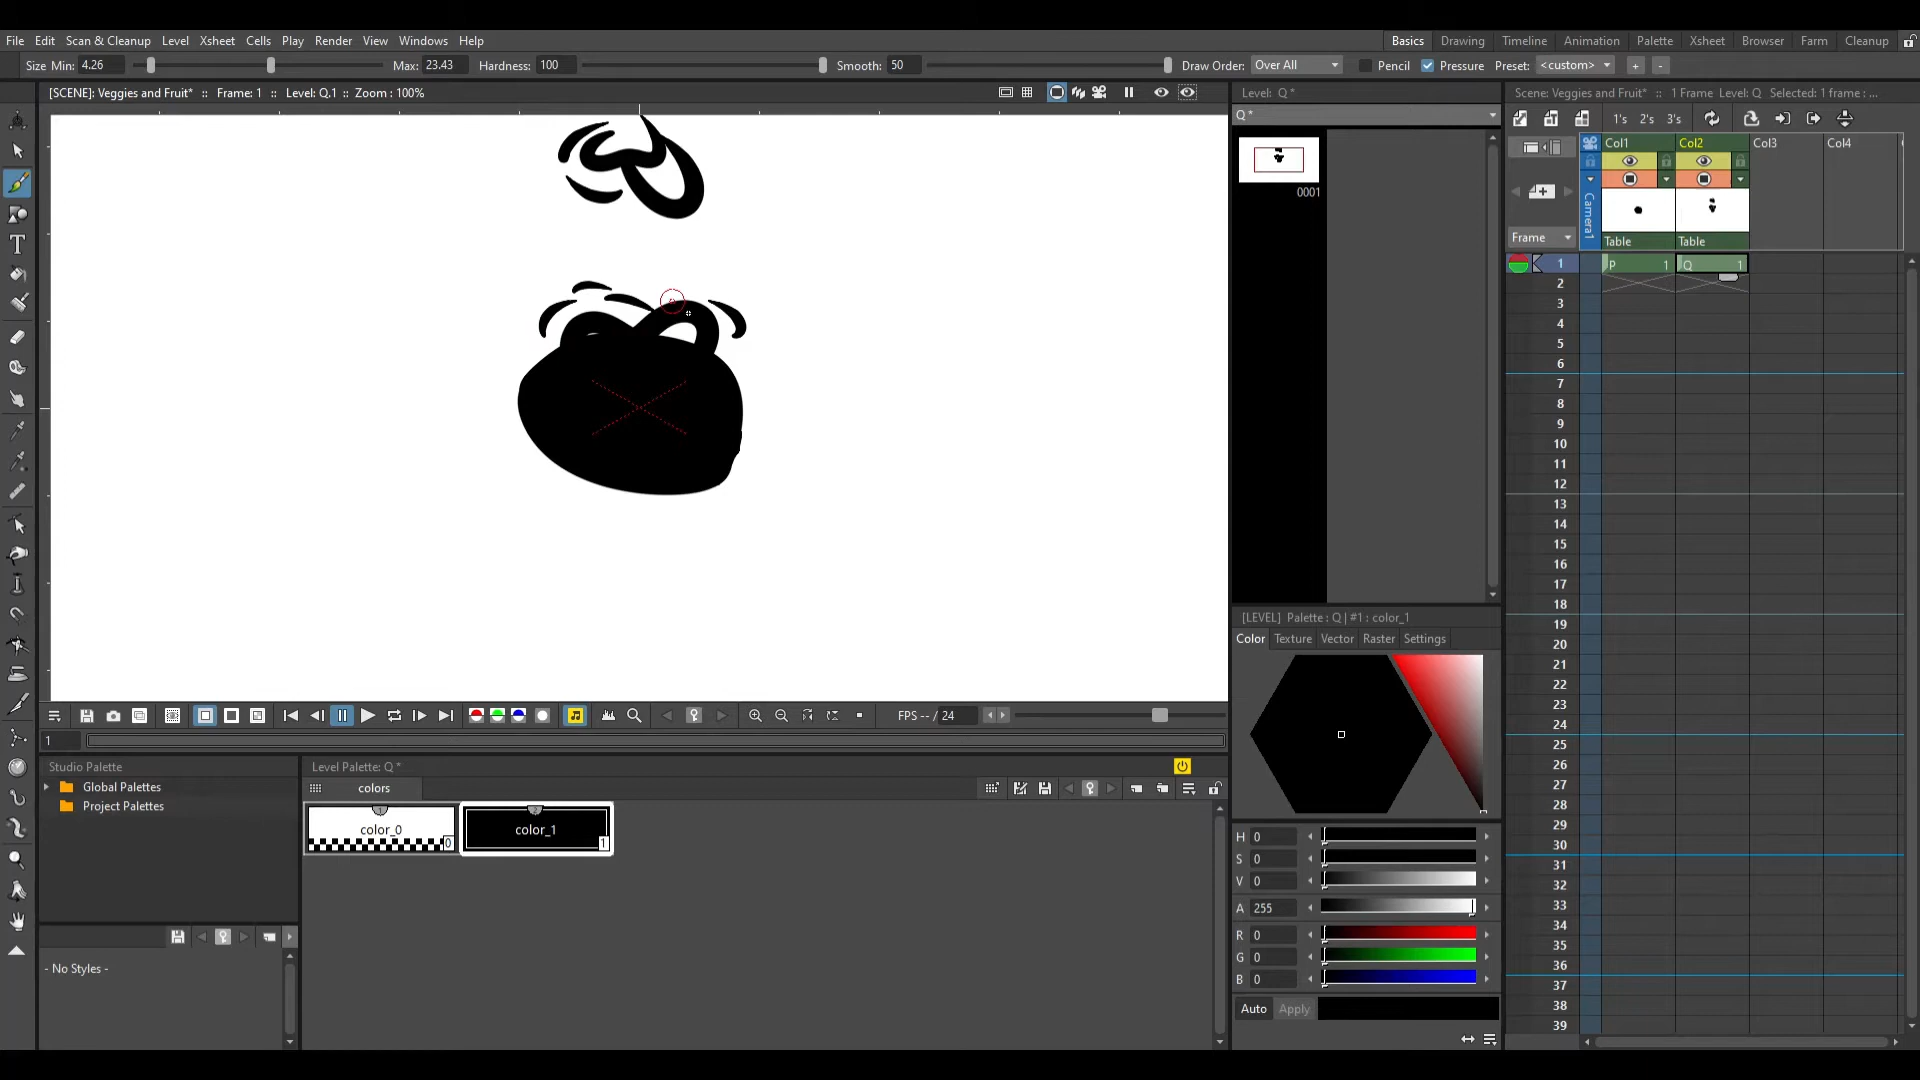 File Edit Scan & Cleanup Level Xsheet Cells Play Render View Windows Help
Basics Drawing Timeline Animation Palette Xsheet Browser Farm Cleanup
Size Min: 4.26 Max: 23.43 Hardness: 100 Smooth: 50 Draw Order: Over All Pencil Pressure Preset: <custom> + -
[SCENE]: Veggies and Fruit* :: Frame: 1 :: Level: Q.1 :: Zoom : 100%
Level: Q *
Scene: Veggies and Fruit* :: 1 Frame Level: Q Selected: 1 frame : ...
Q *
1's 2's 3's
Col1 Col2 Col3 Col4
0001
Camera1
Frame
Table Table
1 P 1 Q 1
2
3
4
5
6
7
8
9
10
11
12
13
14
15
16
17
18
19
20
21
22
23
24
25
26
27
28
29
30
31
32
33
34
35
36
37
38
39
[LEVEL] Palette : Q | #1 : color_1
Color Texture Vector Raster Settings
FPS -- / 24
1
Studio Palette
Global Palettes
Project Palettes
Level Palette: Q *
colors
color_0 0
color_1 1
- No Styles -
H 0
S 0
V 0
A 255
R 0
G 0
B 0
Auto Apply